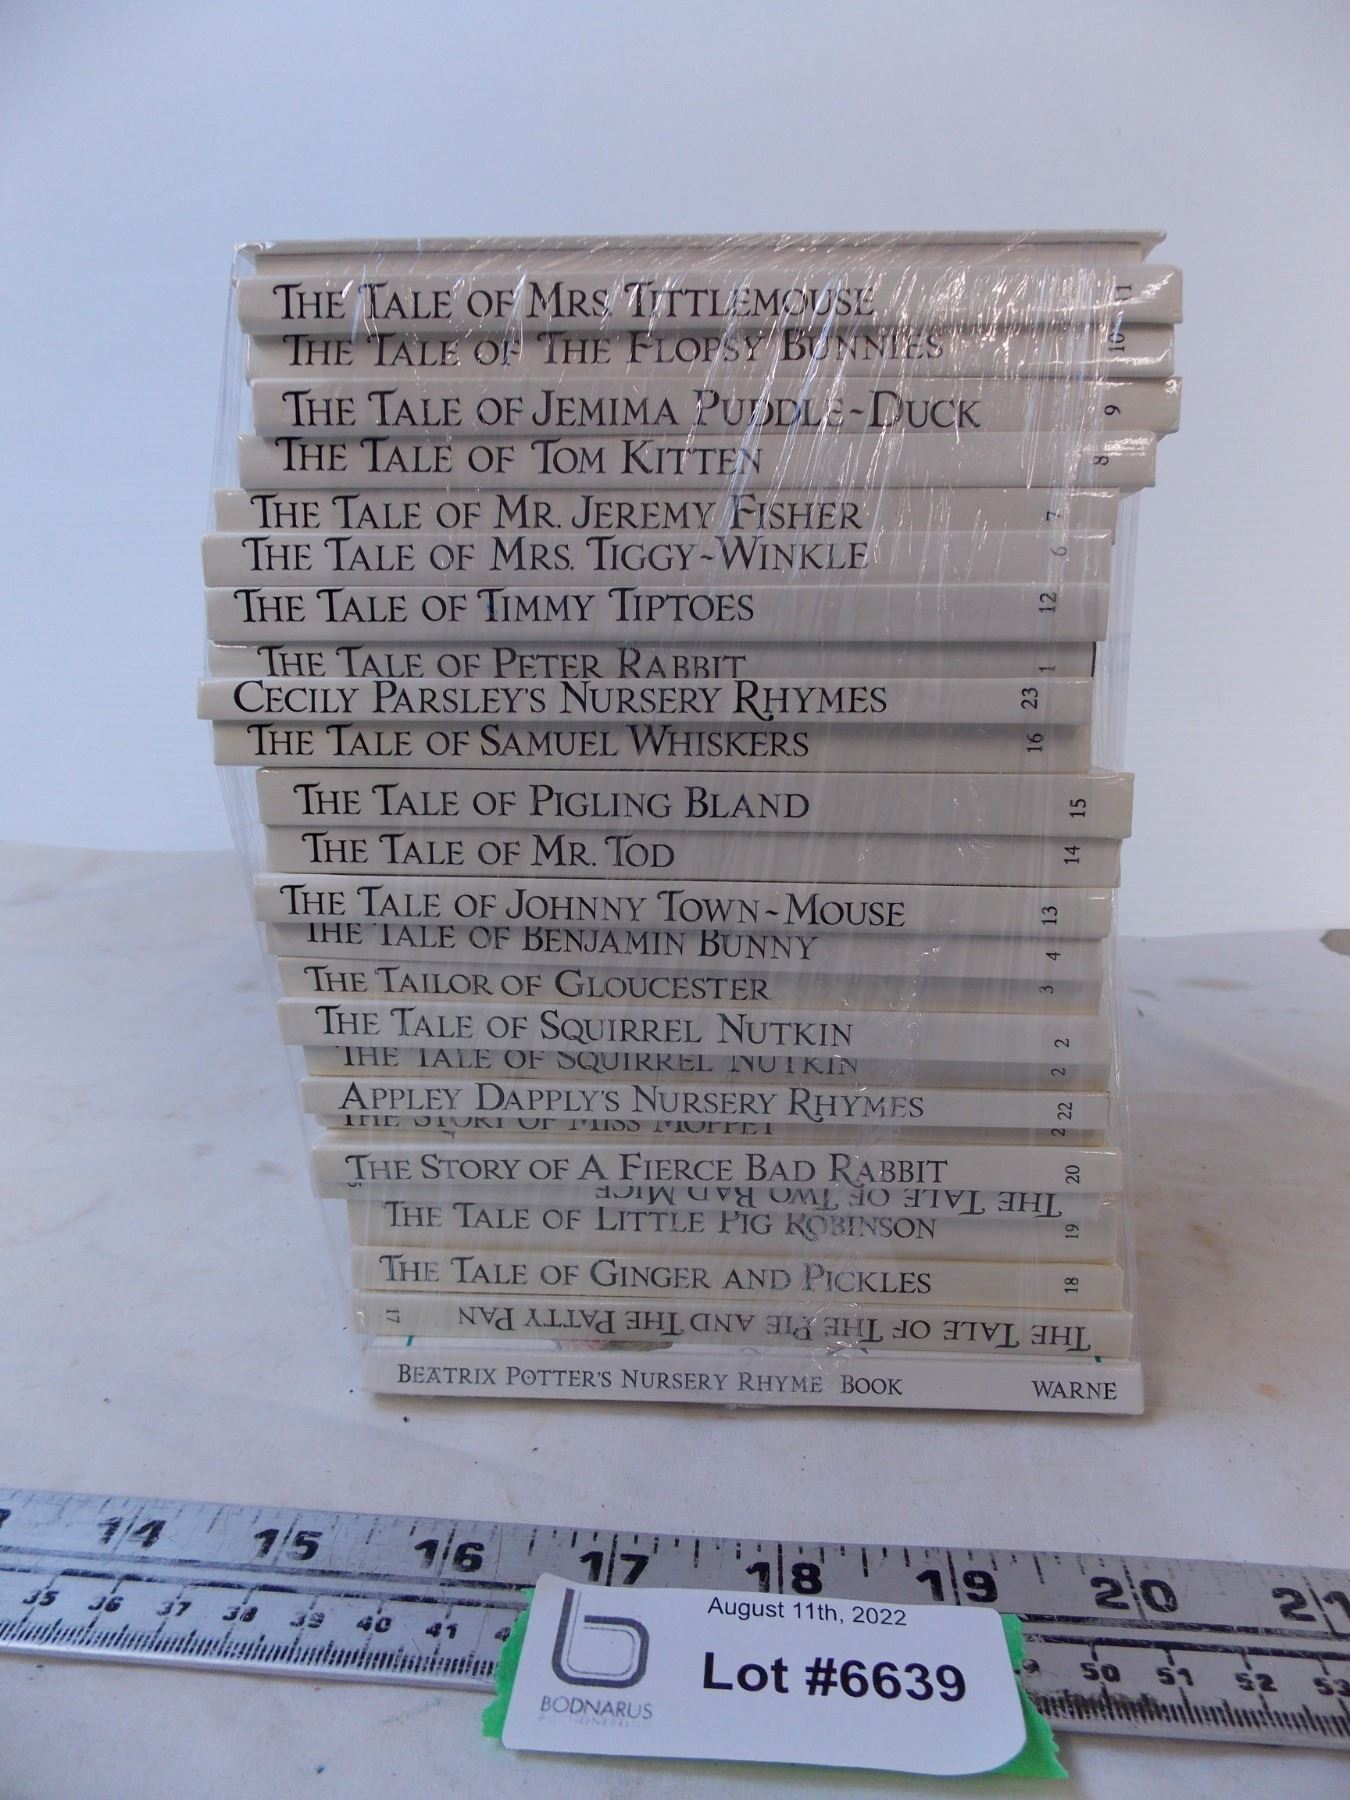 THE TALE OF MRS. TITTLEMOUSE 11
THE TALE OF THE FLOPSY BUNNIES 10
THE TALE OF JEMIMA PUDDLE-DUCK 9
THE TALE OF TOM KITTEN 8
THE TALE OF MR. JEREMY FISHER 7
THE TALE OF MRS. TIGGY-WINKLE 6
THE TALE OF TIMMY TIPTOES 12
THE TALE OF PETER RABBIT 1
CECILY PARSLEY'S NURSERY RHYMES 23
THE TALE OF SAMUEL WHISKERS 16
THE TALE OF PIGLING BLAND 15
THE TALE OF MR. TOD 14
THE TALE OF JOHNNY TOWN-MOUSE 13
THE TALE OF BENJAMIN BUNNY 4
THE TAILOR OF GLOUCESTER 3
THE TALE OF SQUIRREL NUTKIN 2
THE TALE OF SQUIRREL NUTKIN 2
APPLEY DAPPLY'S NURSERY RHYMES 22
THE STORY OF MISS MOPPET
THE STORY OF A FIERCE BAD RABBIT 20
THE TALE OF TWO BAD MICE
THE TALE OF LITTLE PIG ROBINSON 19
THE TALE OF GINGER AND PICKLES 18
THE TALE OF THE PIE AND THE PATTY PAN 17
BEATRIX POTTER'S NURSERY RHYME BOOK WARNE
14 15 16 17 18 19 20 21
35 36 37 38 39 40 41 50 51 52 53
August 11th, 2022
Lot #6639
BODNARUS